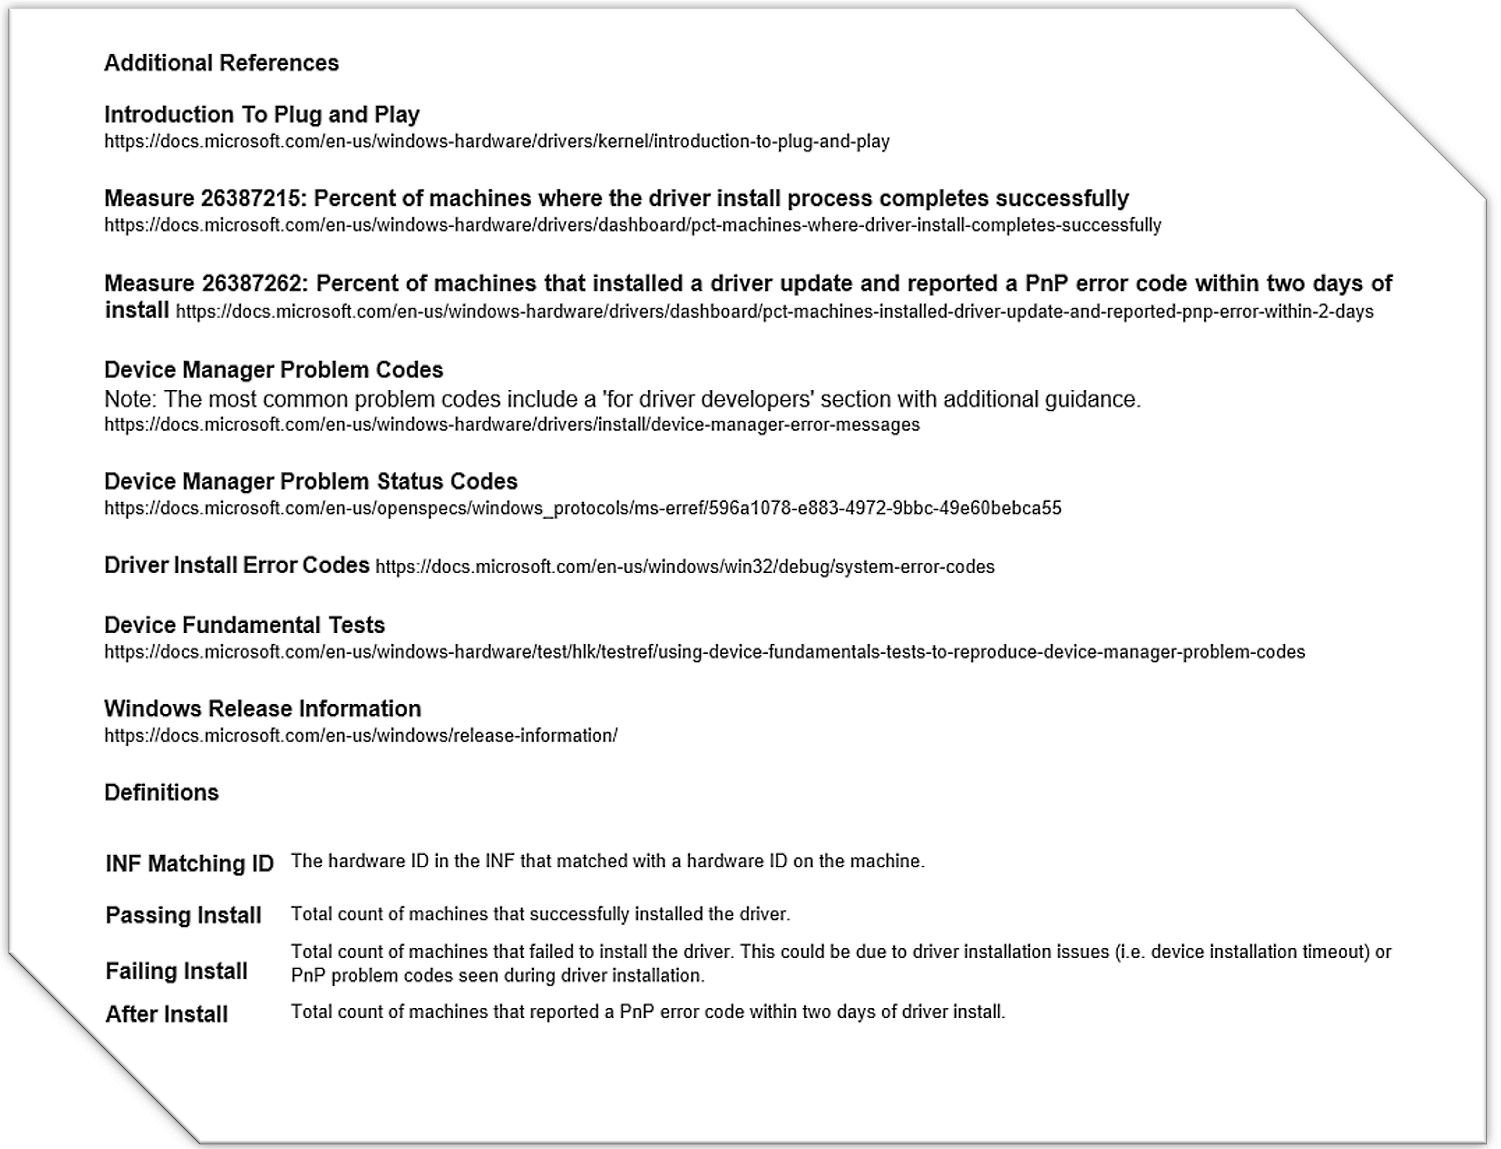 Additional References
Introduction To Plug and Play
https://docs.microsoft.com/en-us/windows-hardware/drivers/kernel/introduction-to-plug-and-play
Measure 26387215: Percent of machines where the driver install process completes successfully
https://docs.microsoft.com/en-us/windows-hardware/drivers/dashboard/pct-machines-where-driver-install-completes-successfully
Measure 26387262: Percent of machines that installed a driver update and reported a PnP error code within two days of
install https://docs.microsoft.com/en-us/windows-hardware/drivers/dashboard/pct-machines-installed-driver-update-and-reported-pnp-error-within-2-days
Device Manager Problem Codes
Note: The most common problem codes include a 'for driver developers' section with additional guidance.
https://docs.microsoft.com/en-us/windows-hardware/drivers/install/device-manager-error-messages
Device Manager Problem Status Codes
https://docs.microsoft.com/en-us/openspecs/windows_protocols/ms-erref/596a1078-e883-4972-9bbc-49e60bebca55
Driver Install Error Codes https://docs.microsoft.com/en-us/windows/win32/debug/system-error-codes
Device Fundamental Tests
https://docs.microsoft.com/en-us/windows-hardware/test/hlk/testref/using-device-fundamentals-tests-to-reproduce-device-manager-problem-codes
Windows Release Information
https://docs.microsoft.com/en-us/windows/release-information/
Definitions
INF Matching ID The hardware ID in the INF that matched with a hardware ID on the machine.
Passing Install Total count of machines that successfully installed the driver.
Failing Install Total count of machines that failed to install the driver. This could be due to driver installation issues (i.e. device installation timeout) or
PnP problem codes seen during driver installation.
After Install Total count of machines that reported a PnP error code within two days of driver install.